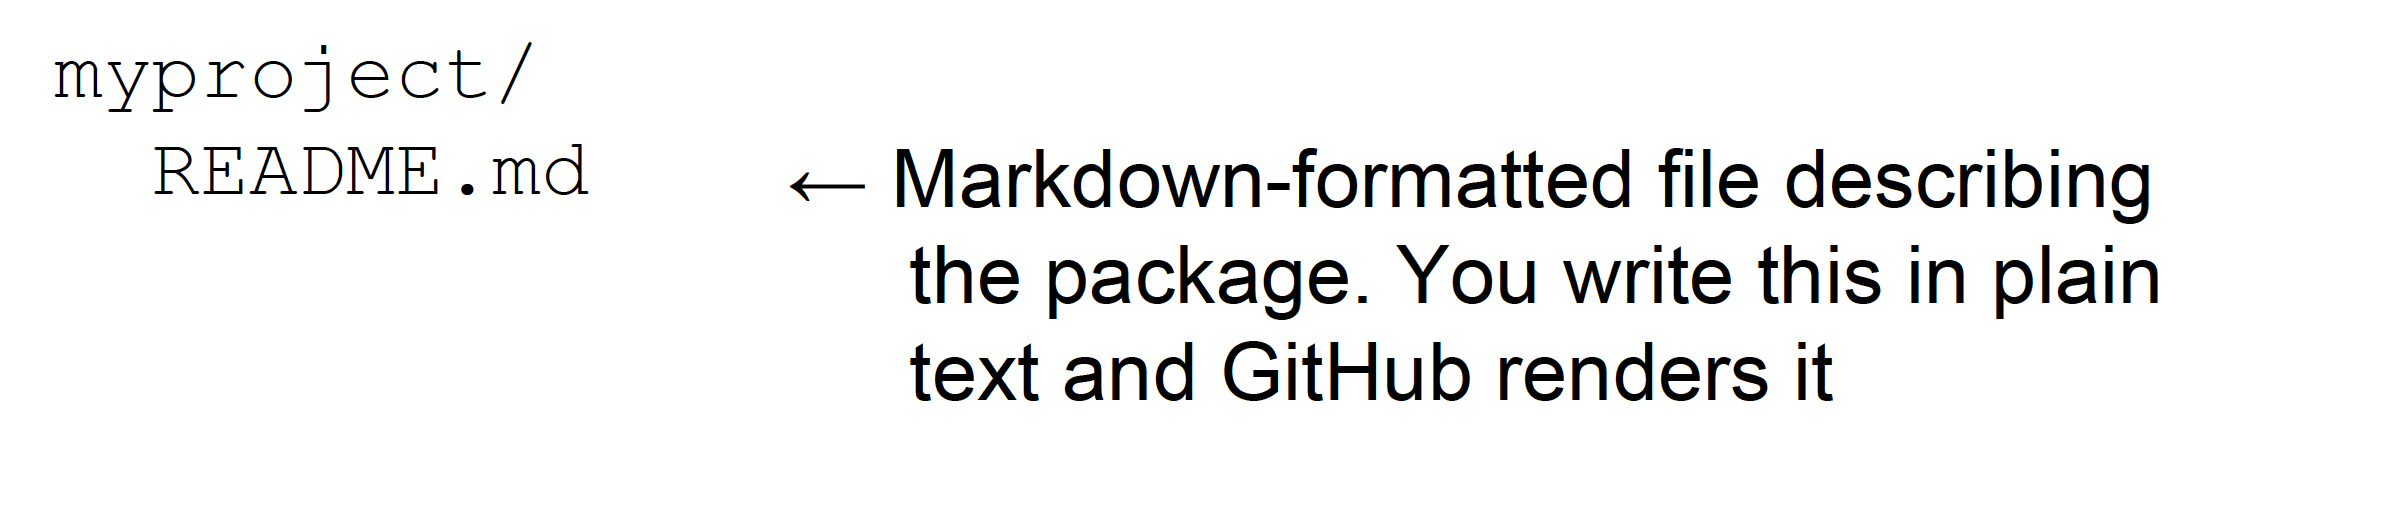 myproject/
README.md ← Markdown-formatted file describing
the package. You write this in plain
text and GitHub renders it